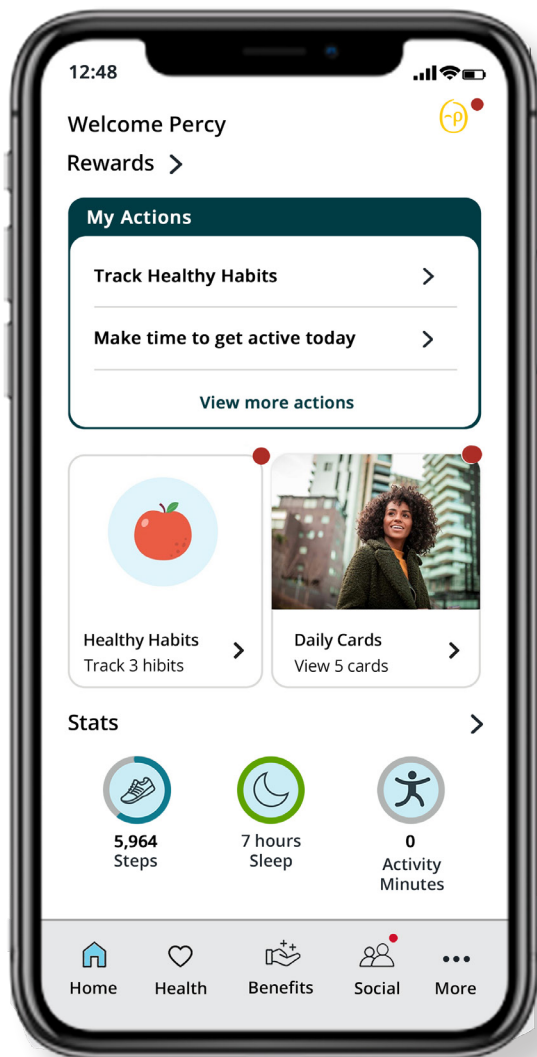 12:48
Welcome Percy
Rewards
My Actions
Track Healthy Habits
Make time to get active today
View more actions
Healthy Habits
Track 3 hibits
Daily Cards
View 5 cards
Stats
5,964
Steps
7 hours
Sleep
0
Activity
Minutes
Home
Health
Benefits
Social
More